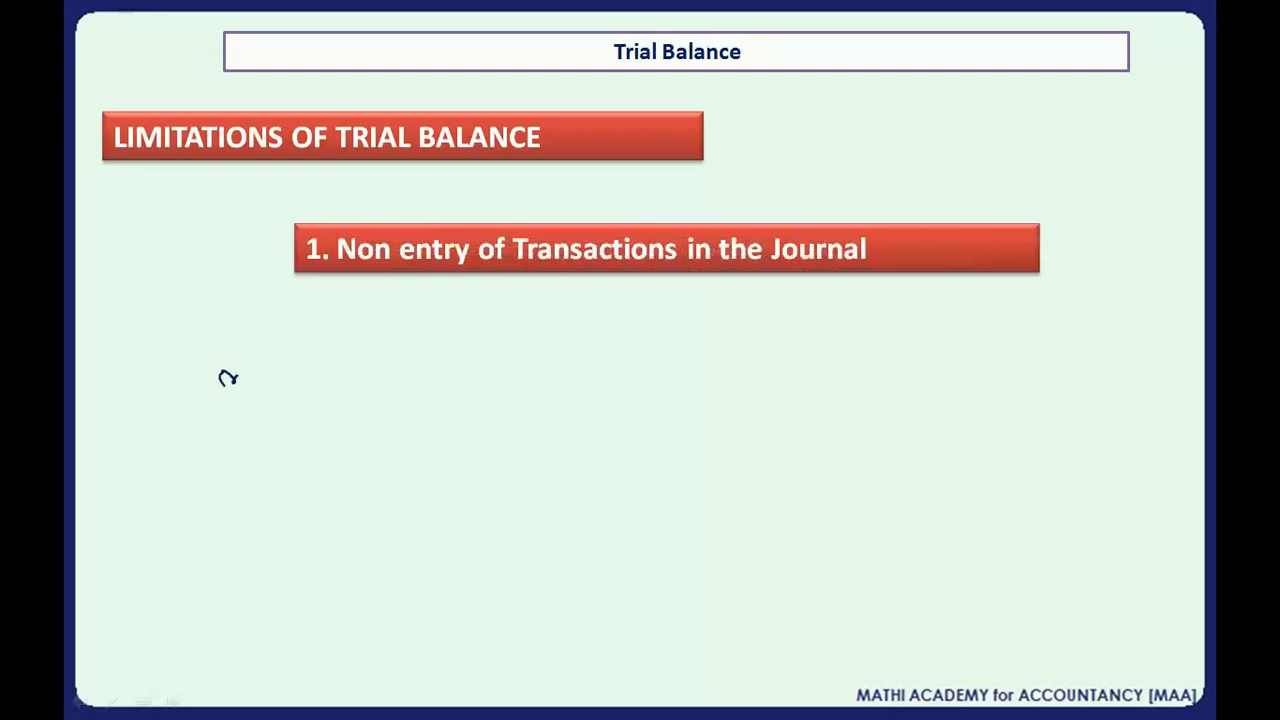 Trial Balance
LIMITATIONS OF TRIAL BALANCE
1. Non entry of Transactions in the Journal
MATHI ACADEMY for ACCOUNTANCY [MAA]